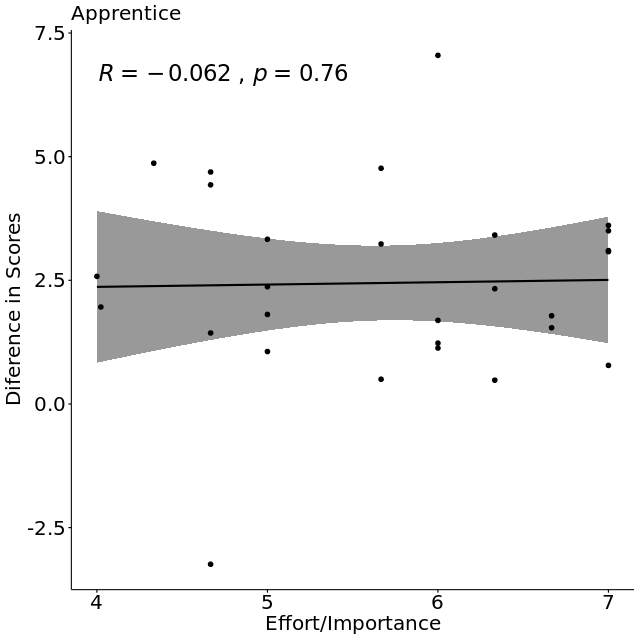 Apprentice
R = −0.062 , p = 0.76
7.5
5.0
2.5
0.0
-2.5
Diference in Scores
4 5 6 7
Effort/Importance